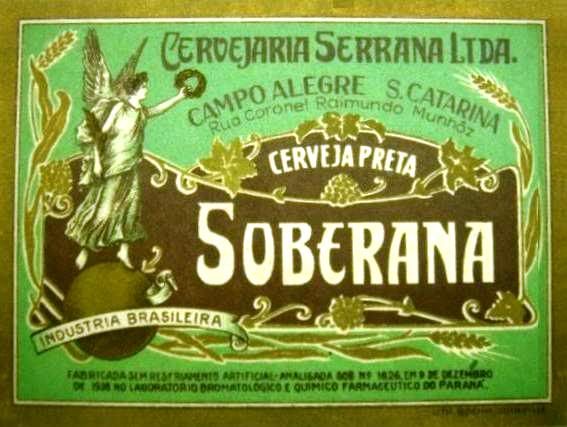 CERVEJARIA SERRANA LTDA.
CAMPO ALEGRE S. CATARINA
Rua Coronel Raimundo Munhóz
CERVEJA PRETA
SOBERANA
INDUSTRIA BRASILEIRA
FABRICADA SEM RESFRIAMENTO ARTIFICIAL - ANALISADA SOB Nº 1626, EM 9 DE DEZEMBRO
DE 1938 NO LABORATORIO BROMATOLOGICO E QUIMICO FARMACEUTICO DO PARANÁ.